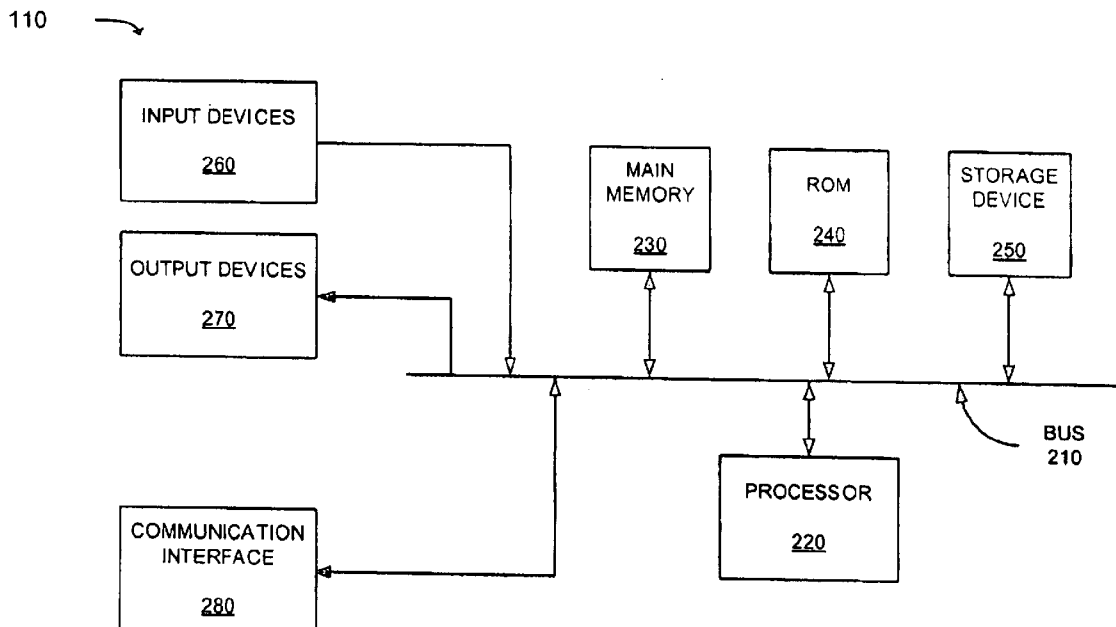 110
INPUT DEVICES
260
OUTPUT DEVICES
270
COMMUNICATION
INTERFACE
280
MAIN
MEMORY
230
ROM
240
STORAGE
DEVICE
250
PROCESSOR
220
BUS
210